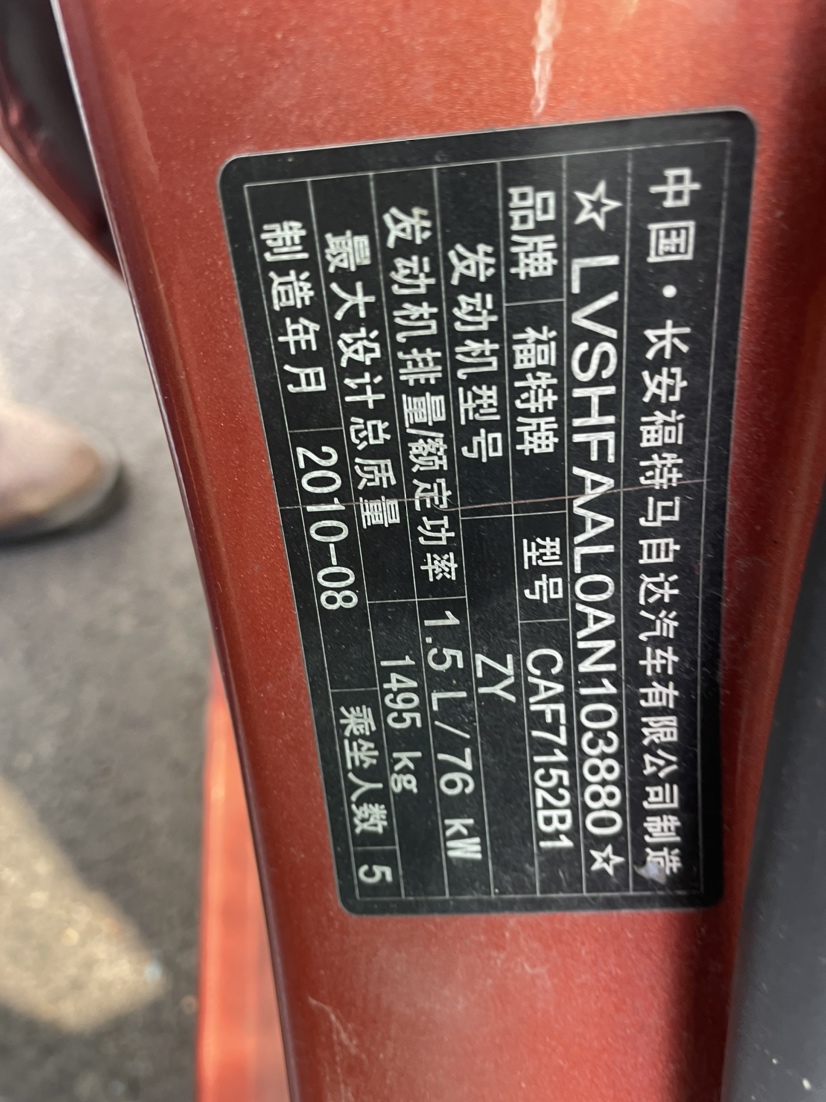 中国·长安福特马自达汽车有限公司制造
☆LVSHFAAL0AN103880☆
品牌 福特牌 型号 CAF7152B1
发动机型号 ZY
发动机排量/额定功率 1.5 L/76 kW
最大设计总质量 1495 kg
制造年月 2010-08 乘坐人数 5